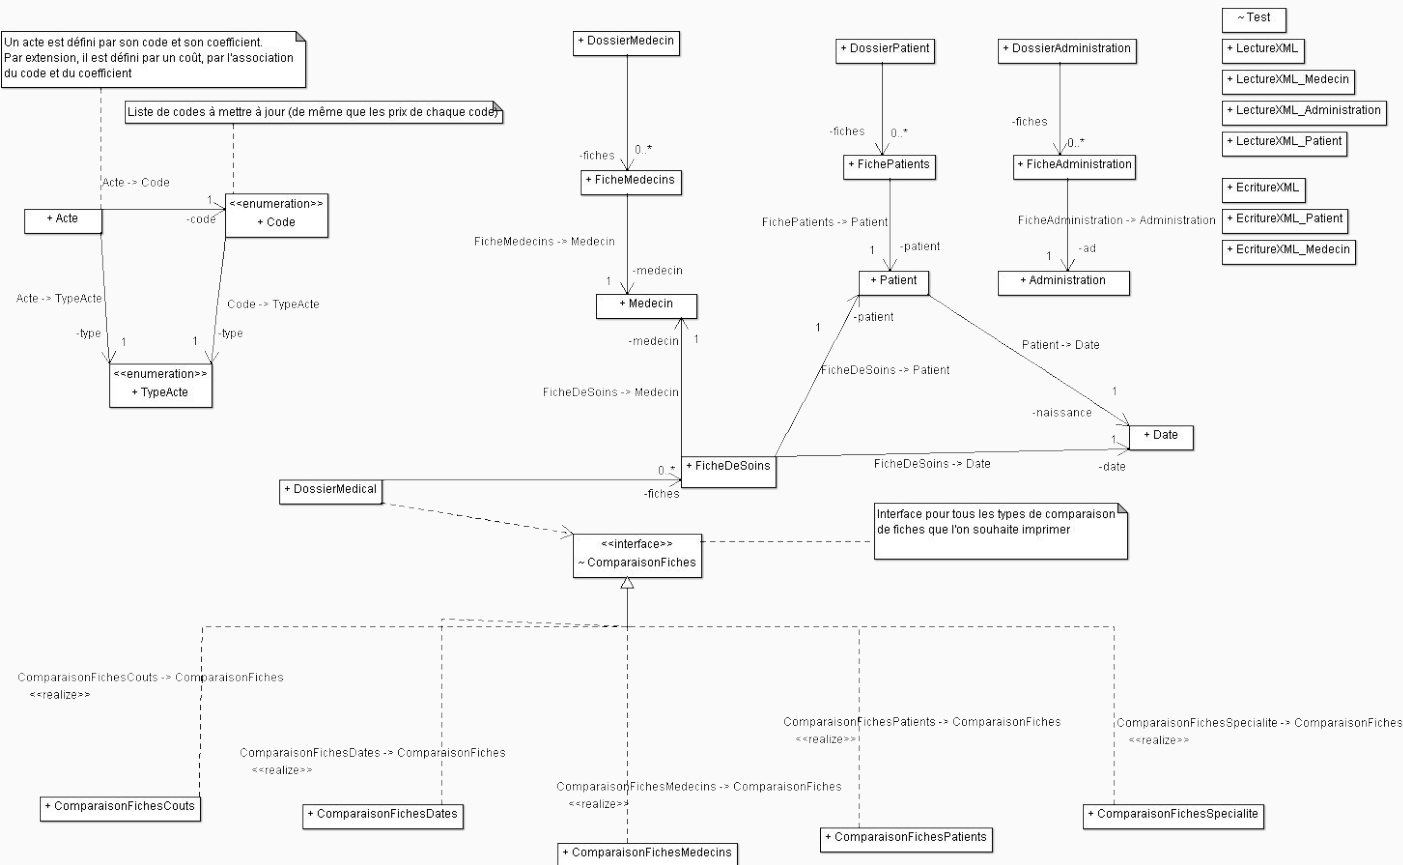 Un acte est défini par son code et son coefficient.
Par extension, il est défini par un coût, par l'association
du code et du coefficient
Liste de codes à mettre à jour (de même que les prix de chaque code)
Acte -> Code
1
-code
+ Acte
<<enumeration>>
+ Code
Acte -> TypeActe
Code -> TypeActe
-type
1
1
-type
<<enumeration>>
+ TypeActe
+ DossierMedecin
-fiches
0..*
+ FicheMedecins
FicheMedecins -> Medecin
-medecin
1
+ Medecin
-medecin
1
FicheDeSoins -> Medecin
+ DossierPatient
-fiches
0..*
+ FichePatients
FichePatients -> Patient
1
-patient
+ Patient
-patient
1
FicheDeSoins -> Patient
+ DossierAdministration
-fiches
0..*
+ FicheAdministration
FicheAdministration -> Administration
-ad
1
+ Administration
Patient -> Date
1
-naissance
+ Date
1
-date
FicheDeSoins -> Date
+ FicheDeSoins
0..*
-fiches
+ DossierMedical
~ Test
+ LectureXML
+ LectureXML_Medecin
+ LectureXML_Administration
+ LectureXML_Patient
+ EcritureXML
+ EcritureXML_Patient
+ EcritureXML_Medecin
<<interface>>
~ ComparaisonFiches
Interface pour tous les types de comparaison
de fiches que l'on souhaite imprimer
ComparaisonFichesCouts -> ComparaisonFiches
<<realize>>
ComparaisonFichesDates -> ComparaisonFiches
<<realize>>
ComparaisonFichesMedecins -> ComparaisonFiches
<<realize>>
ComparaisonFichesPatients -> ComparaisonFiches
<<realize>>
ComparaisonFichesSpecialite -> ComparaisonFiches
<<realize>>
+ ComparaisonFichesCouts
+ ComparaisonFichesDates
+ ComparaisonFichesMedecins
+ ComparaisonFichesPatients
+ ComparaisonFichesSpecialite